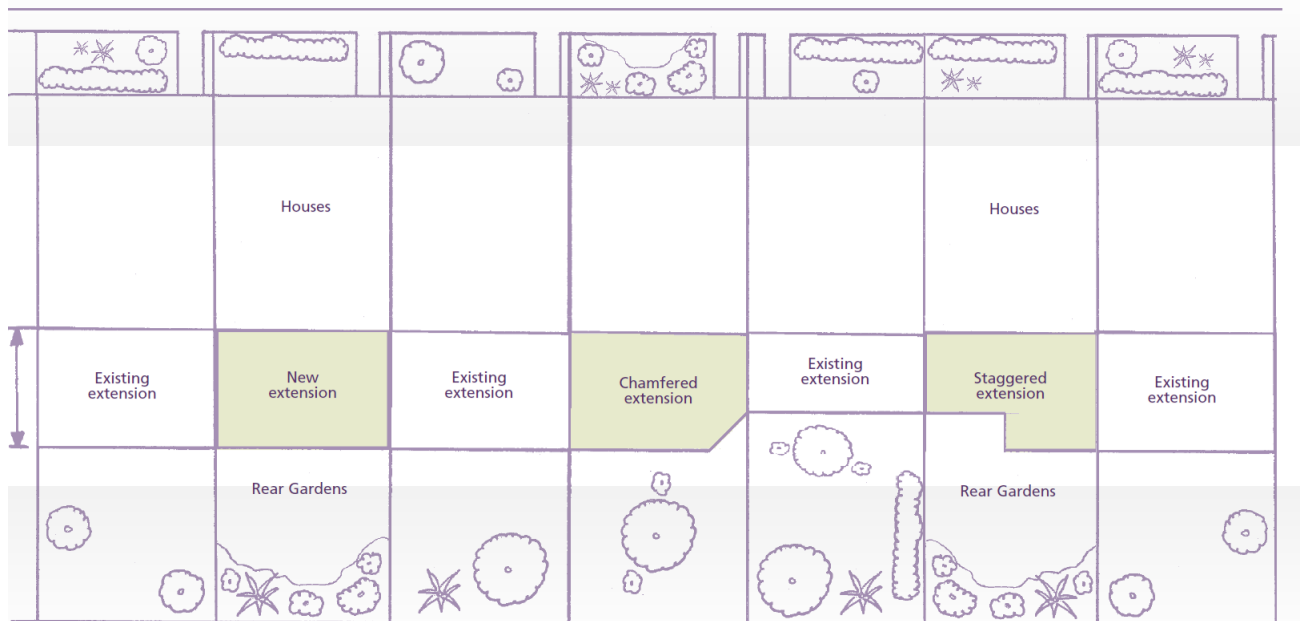 Houses
Houses
Existing
extension
New
extension
Existing
extension
Chamfered
extension
Existing
extension
Staggered
extension
Existing
extension
Rear Gardens
Rear Gardens